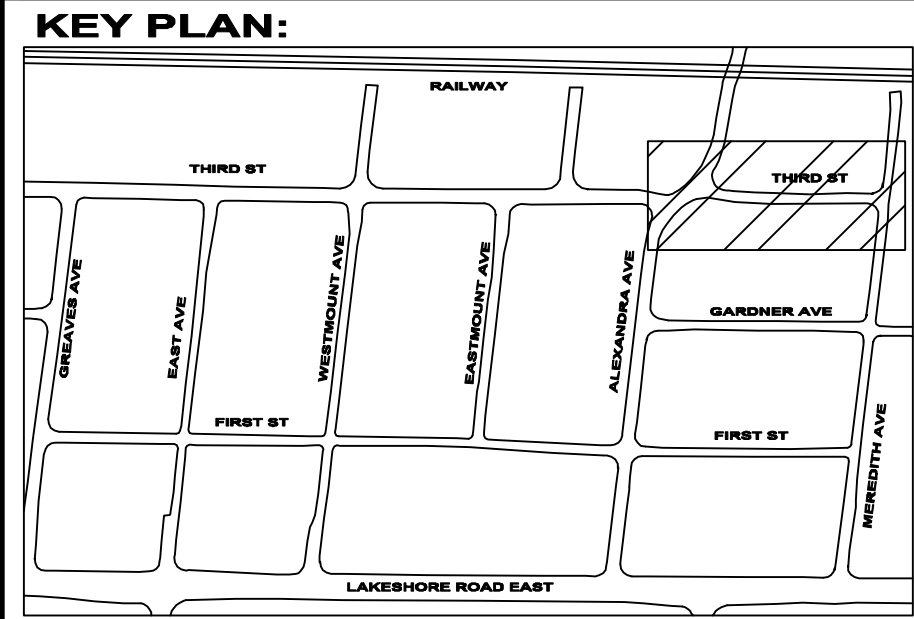 KEY PLAN:
RAILWAY
THIRD ST
THIRD ST
GREAVES AVE
EAST AVE
WESTMOUNT AVE
EASTMOUNT AVE
ALEXANDRA AVE
GARDNER AVE
FIRST ST
FIRST ST
MEREDITH AVE
LAKESHORE ROAD EAST